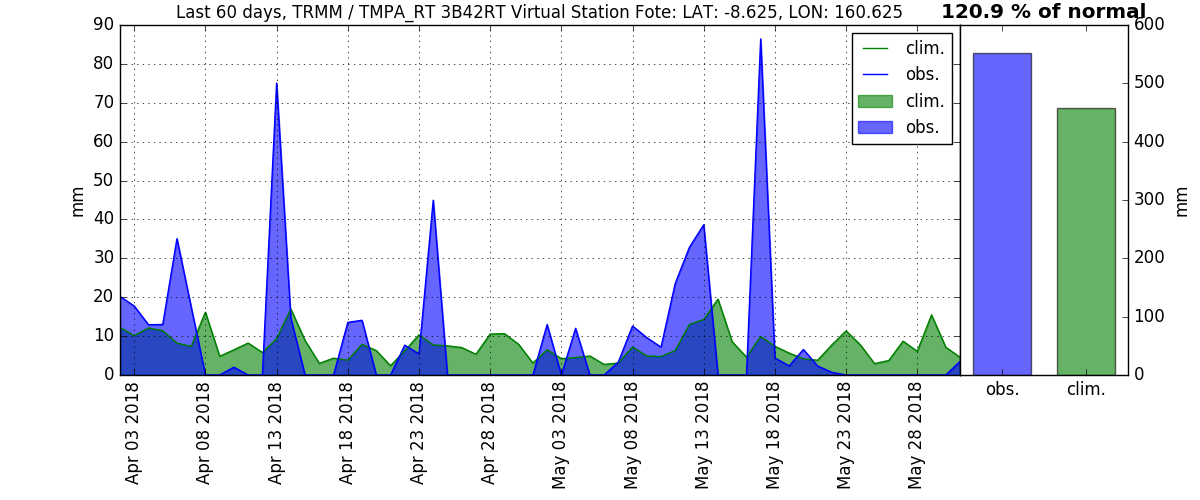 Last 60 days, TRMM / TMPA_RT 3B42RT Virtual Station Fote: LAT: -8.625, LON: 160.625
120.9 % of normal
90
80
70
60
50
40
30
20
10
0
mm
clim.
obs.
clim.
obs.
Apr 03 2018
Apr 08 2018
Apr 13 2018
Apr 18 2018
Apr 23 2018
Apr 28 2018
May 03 2018
May 08 2018
May 13 2018
May 18 2018
May 23 2018
May 28 2018
600
500
400
300
200
100
0
mm
obs.
clim.